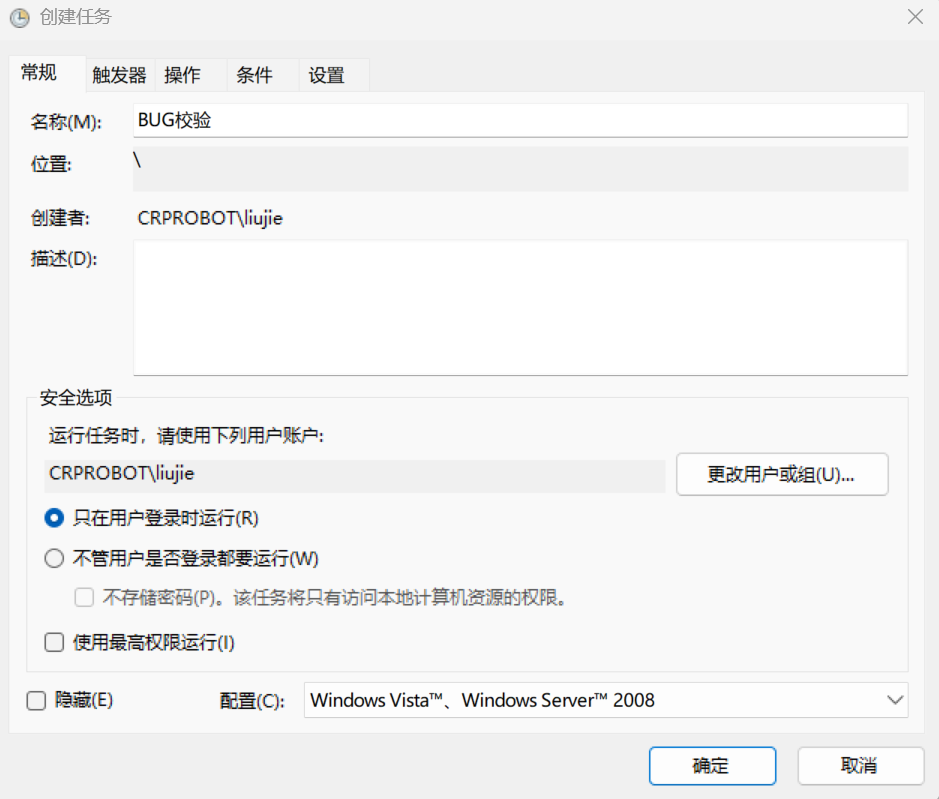 创建任务
常规 触发器 操作 条件 设置
名称(M): BUG校验
位置: \
创建者: CRPROBOT\liujie
描述(D):
安全选项
运行任务时，请使用下列用户账户:
CRPROBOT\liujie 更改用户或组(U)...
只在用户登录时运行(R)
不管用户是否登录都要运行(W)
不存储密码(P)。该任务将只有访问本地计算机资源的权限。
使用最高权限运行(I)
隐藏(E) 配置(C): Windows Vista™、Windows Server™ 2008
确定 取消